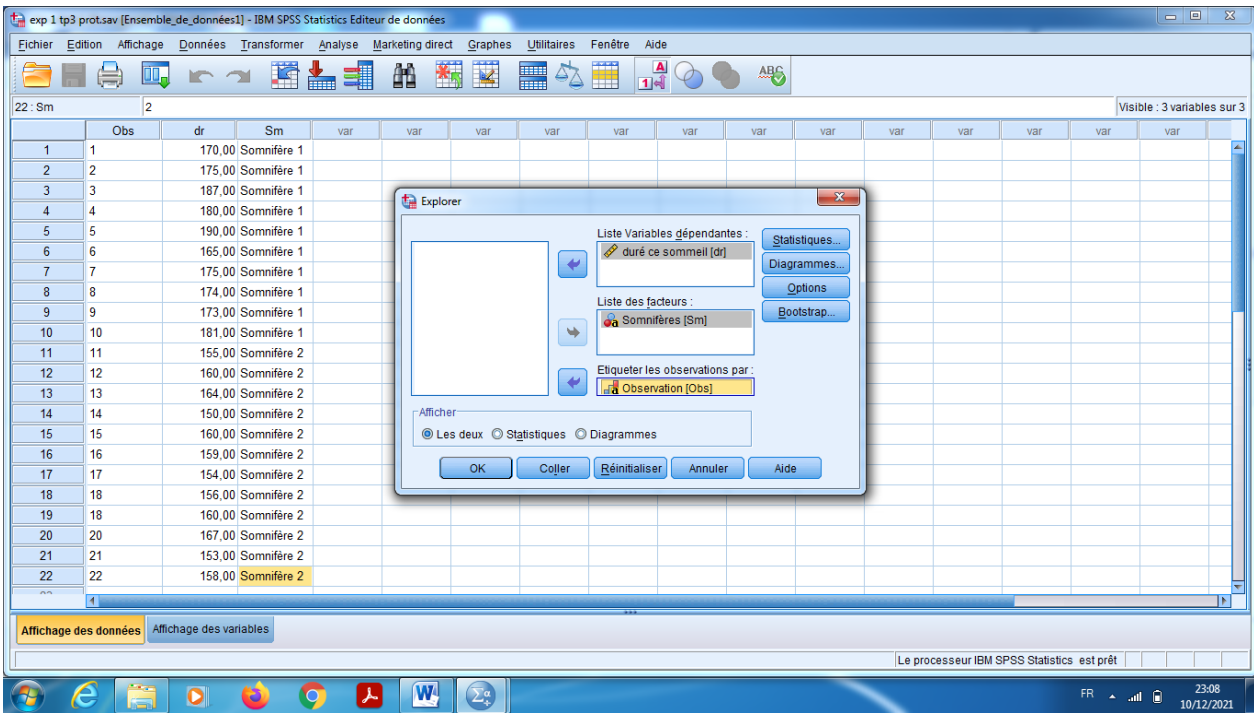 exp 1 tp3 prot.sav [Ensemble_de_données1] - IBM SPSS Statistics Editeur de données
Fichier Edition Affichage Données Transformer Analyse Marketing direct Graphes Utilitaires Fenêtre Aide
22 : Sm 2 Visible : 3 variables sur 3
Obs dr Sm var var var var var var var var var var var var var
1 1 170,00 Somnifère 1
2 2 175,00 Somnifère 1
3 3 187,00 Somnifère 1
4 4 180,00 Somnifère 1
5 5 190,00 Somnifère 1
6 6 165,00 Somnifère 1
7 7 175,00 Somnifère 1
8 8 174,00 Somnifère 1
9 9 173,00 Somnifère 1
10 10 181,00 Somnifère 1
11 11 155,00 Somnifère 2
12 12 160,00 Somnifère 2
13 13 164,00 Somnifère 2
14 14 150,00 Somnifère 2
15 15 160,00 Somnifère 2
16 16 159,00 Somnifère 2
17 17 154,00 Somnifère 2
18 18 156,00 Somnifère 2
19 18 160,00 Somnifère 2
20 20 167,00 Somnifère 2
21 21 153,00 Somnifère 2
22 22 158,00 Somnifère 2
Explorer
Liste Variables dépendantes :
duré ce sommeil [dr]
Liste des facteurs :
Somnifères [Sm]
Etiqueter les observations par :
Observation [Obs]
Statistiques...
Diagrammes...
Options
Bootstrap...
Afficher
Les deux Statistiques Diagrammes
OK Coller Réinitialiser Annuler Aide
Affichage des données Affichage des variables
Le processeur IBM SPSS Statistics est prêt
FR 23:08
10/12/2021